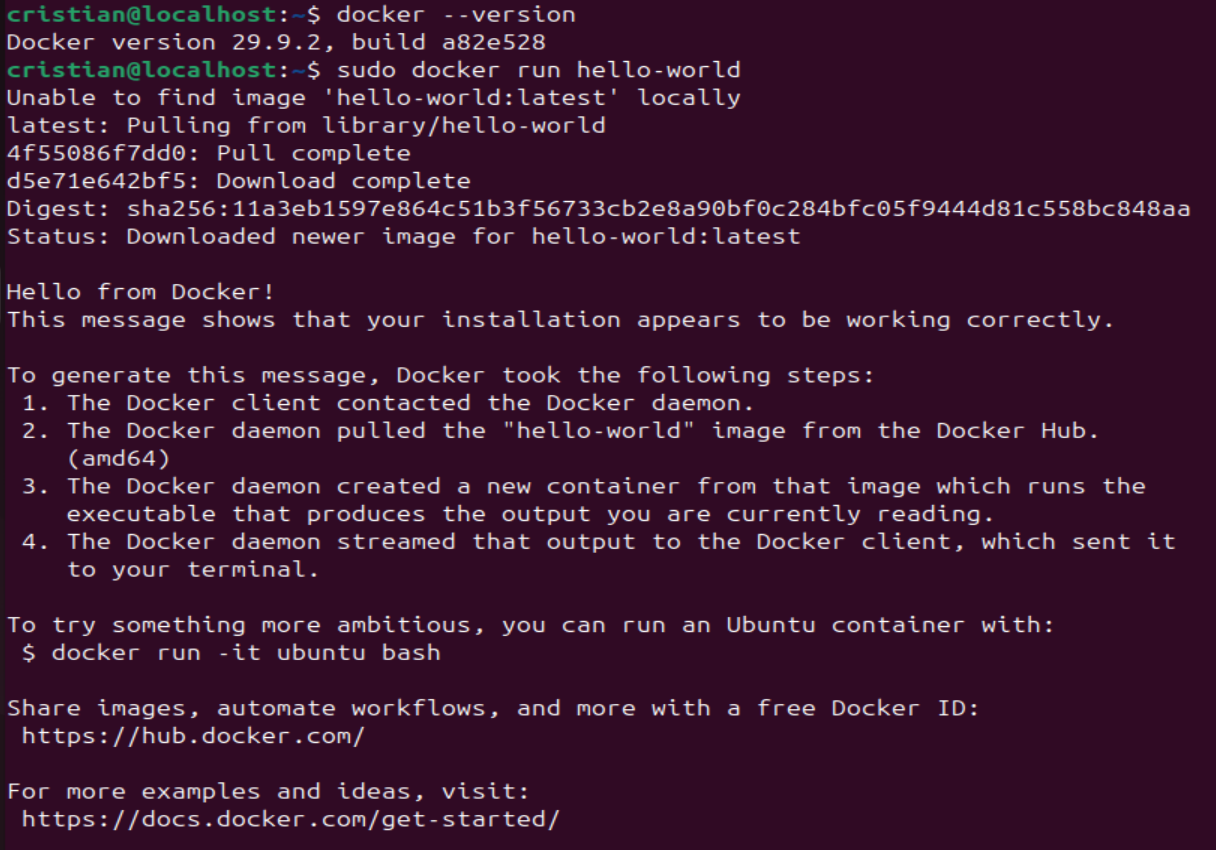 cristian@localhost:~$ docker --version
Docker version 29.9.2, build a82e528
cristian@localhost:~$ sudo docker run hello-world
Unable to find image 'hello-world:latest' locally
latest: Pulling from library/hello-world
4f55086f7dd0: Pull complete
d5e71e642bf5: Download complete
Digest: sha256:11a3eb1597e864c51b3f56733cb2e8a90bf0c284bfc05f9444d81c558bc848aa
Status: Downloaded newer image for hello-world:latest

Hello from Docker!
This message shows that your installation appears to be working correctly.

To generate this message, Docker took the following steps:
 1. The Docker client contacted the Docker daemon.
 2. The Docker daemon pulled the "hello-world" image from the Docker Hub.
    (amd64)
 3. The Docker daemon created a new container from that image which runs the
    executable that produces the output you are currently reading.
 4. The Docker daemon streamed that output to the Docker client, which sent it
    to your terminal.

To try something more ambitious, you can run an Ubuntu container with:
 $ docker run -it ubuntu bash

Share images, automate workflows, and more with a free Docker ID:
 https://hub.docker.com/

For more examples and ideas, visit:
 https://docs.docker.com/get-started/